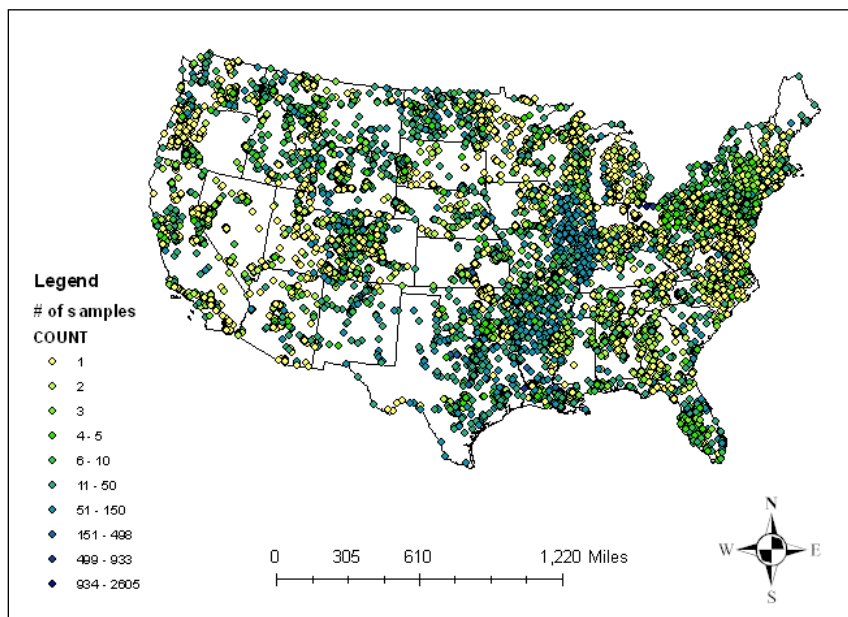 Legend
# of samples
COUNT
1
2
3
4 - 5
6 - 10
11 - 50
51 - 150
151 - 498
499 - 933
934 - 2605
0 305 610 1,220 Miles
N
W E
S